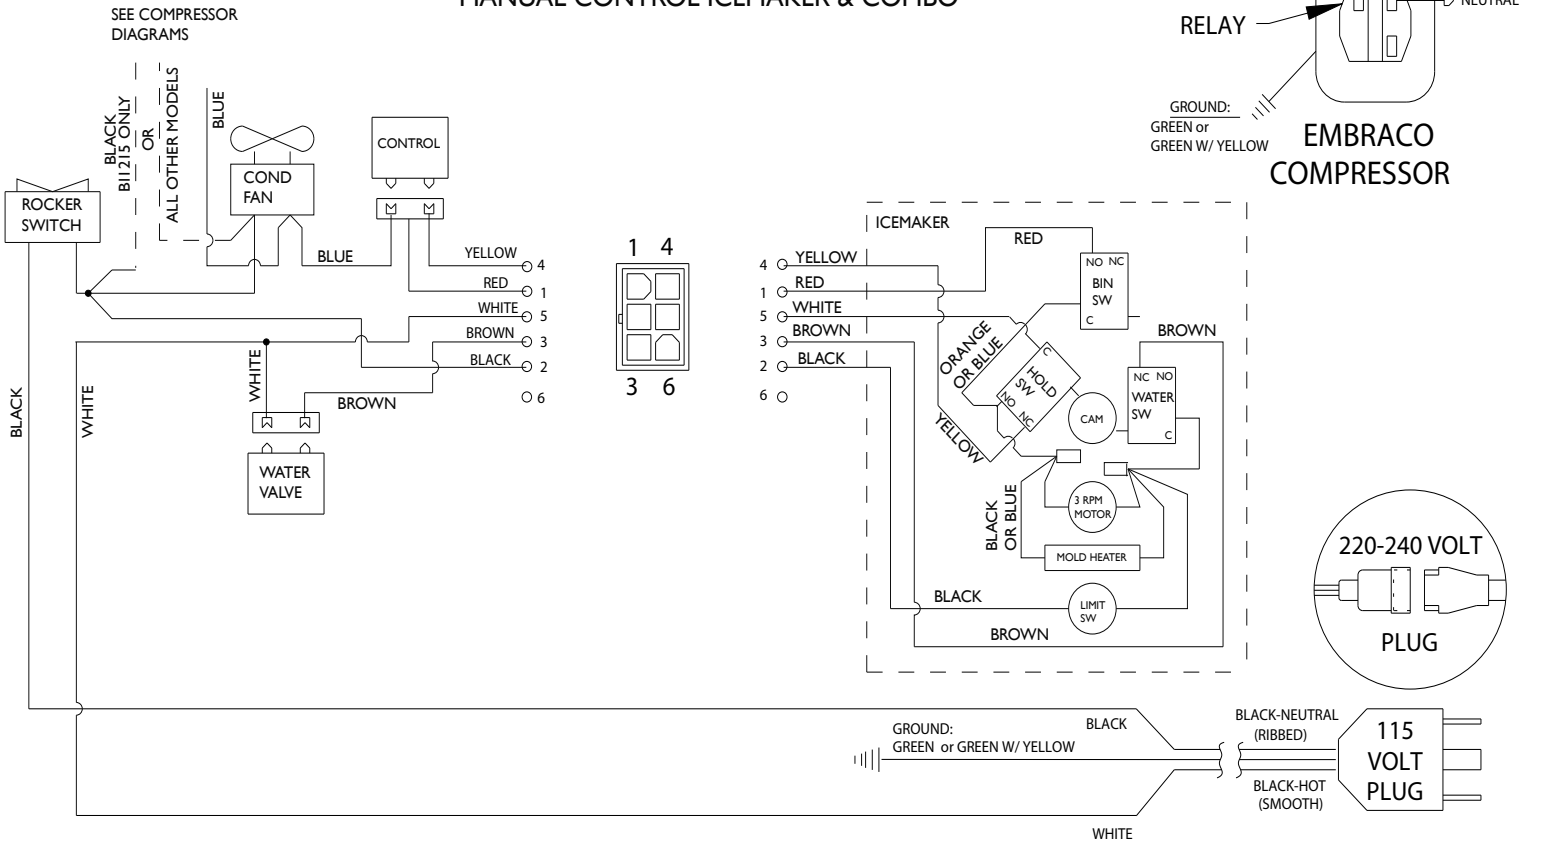 MANUAL CONTROL ICEMAKER & COMBO
SEE COMPRESSOR
DIAGRAMS
NEUTRAL
RELAY
GROUND:
GREEN or
GREEN W/ YELLOW
EMBRACO
COMPRESSOR
BLACK
B11215 ONLY
OR
ALL OTHER MODELS
BLUE
ROCKER
SWITCH
COND
FAN
CONTROL
BLUE
YELLOW
4
RED
1
WHITE
5
BROWN
3
BLACK
2
6
WHITE
BROWN
WATER
VALVE
BLACK
WHITE
1 4
3 6
4 YELLOW
1 RED
5 WHITE
3 BROWN
2 BLACK
6
ICEMAKER
RED
NO NC
BIN
SW
C
ORANGE
OR BLUE
C
HOLD
SW
NO
NC
YELLOW
CAM
BROWN
NC NO
WATER
SW
C
BLACK
OR BLUE
3 RPM
MOTOR
MOLD HEATER
BLACK
LIMIT
SW
BROWN
220-240 VOLT
PLUG
GROUND:
GREEN or GREEN W/ YELLOW
BLACK
BLACK-NEUTRAL
(RIBBED)
BLACK-HOT
(SMOOTH)
115
VOLT
PLUG
WHITE